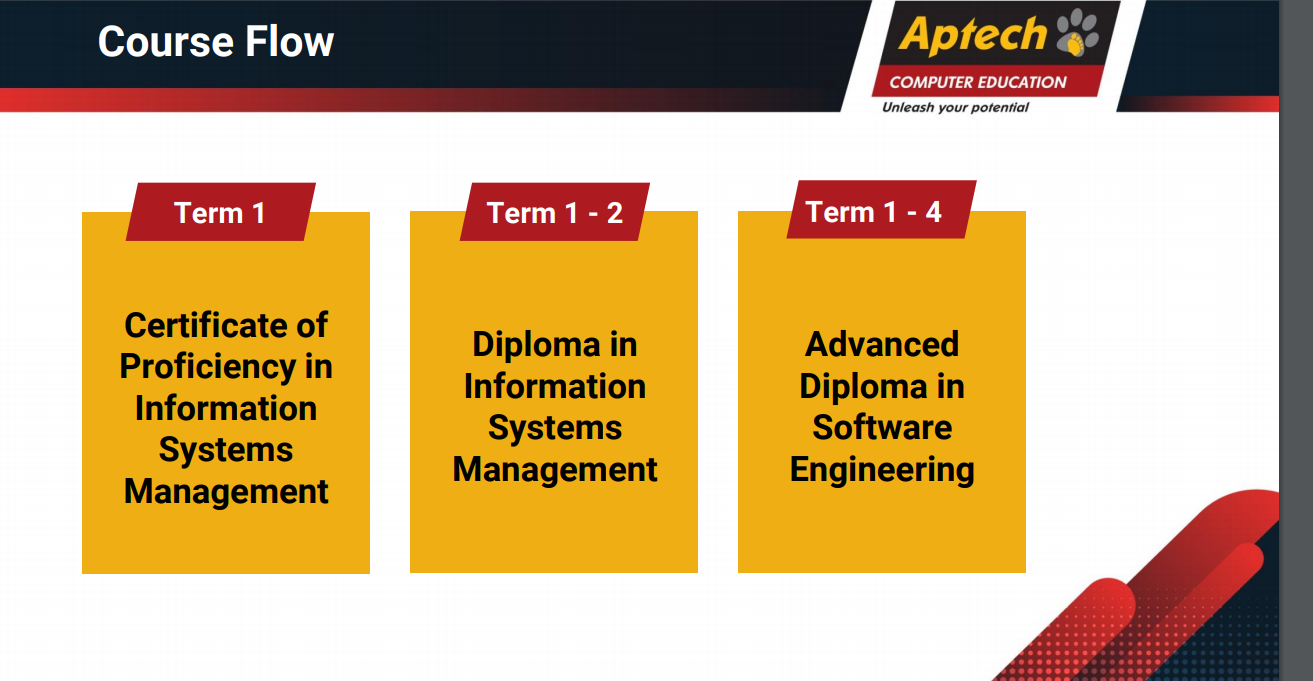 Course Flow
Aptech
COMPUTER EDUCATION
Unleash your potential
Term 1
Certificate of
Proficiency in
Information
Systems
Management
Term 1 - 2
Diploma in
Information
Systems
Management
Term 1 - 4
Advanced
Diploma in
Software
Engineering